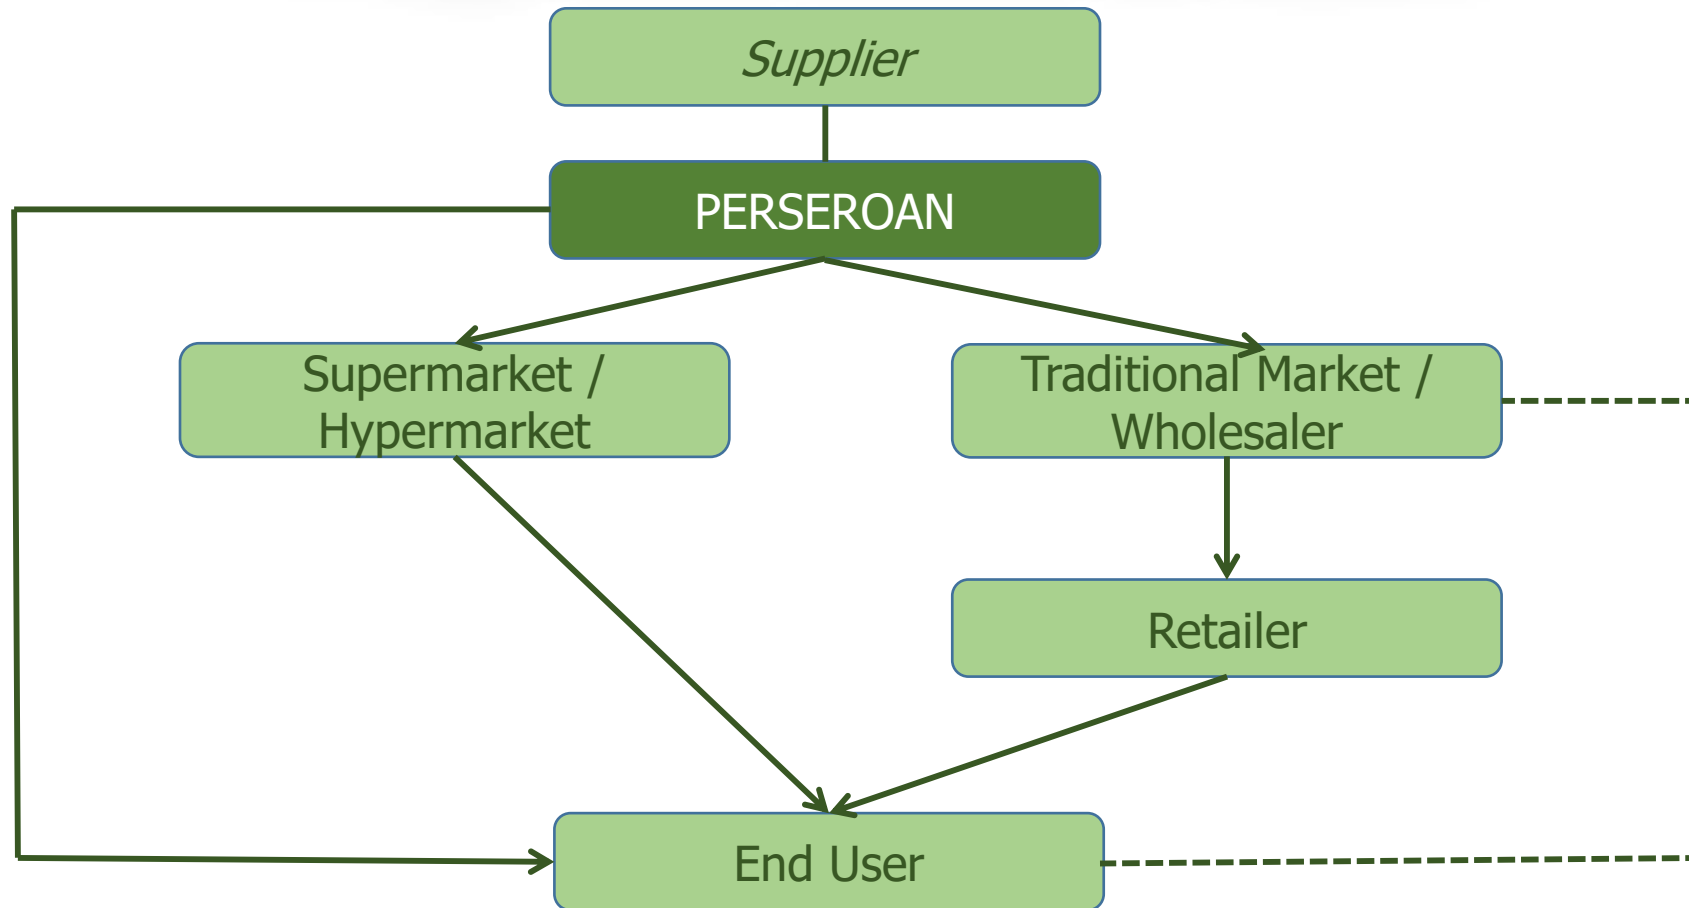 Supplier
PERSEROAN
Supermarket /
Hypermarket
Traditional Market /
Wholesaler
Retailer
End User